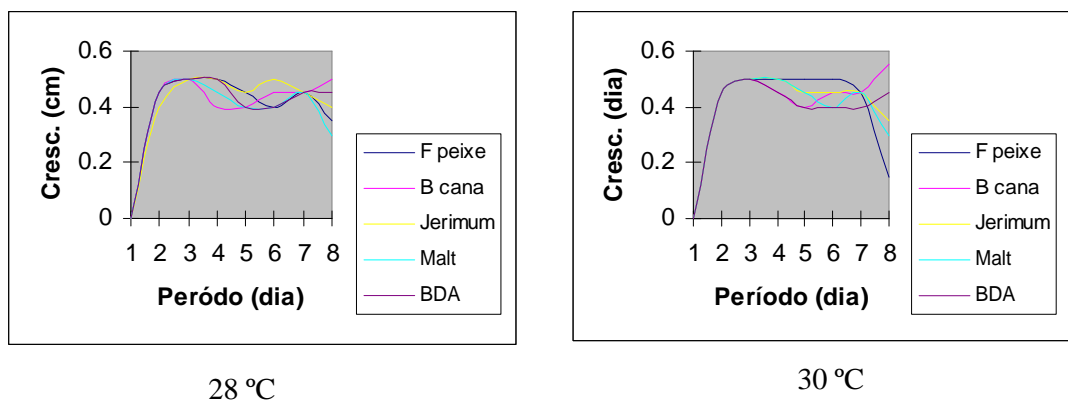 Cresc. (cm)
0.6
0.4
0.2
0
1 2 3 4 5 6 7 8
Peródo (dia)
F peixe
B cana
Jerimum
Malt
BDA
28 ºC
Cresc. (dia)
0.6
0.4
0.2
0
1 2 3 4 5 6 7 8
Período (dia)
F peixe
B cana
Jerimum
Malt
BDA
30 ºC